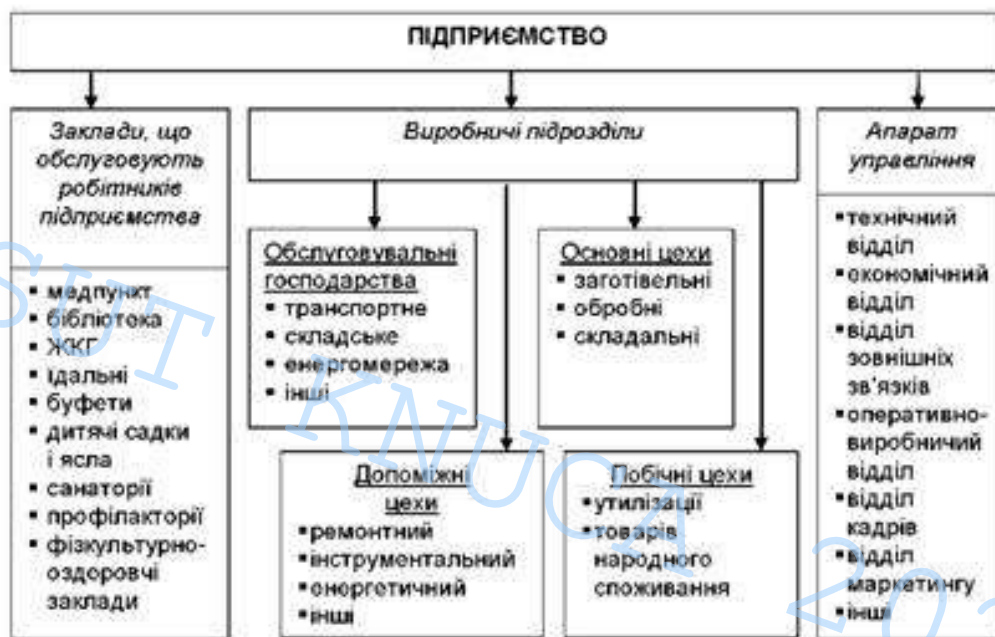 ПІДПРИЄМСТВО
Заклади, що
обслуговують
робітників
підприємства
▪ медпункт
▪ бібліотека
▪ ЖКГ
▪ їдальні
▪ буфети
▪ дитячі садки
і ясла
▪ санаторії
▪ профілакторії
▪ фізкультурно-
оздоровчі
заклади
Виробничі підрозділи
Обслуговувальні
господарства
▪ транспортне
▪ складське
▪ енергомережа
▪ інші
Основні цехи
▪ заготівельні
▪ обробні
▪ складальні
Допоміжні
цехи
▪ремонтний
▪інструментальний
▪енергетичний
▪інші
Побічні цехи
▪утилізації
▪товарів
народного
споживання
Апарат
управління
▪технічний
відділ
▪економічний
відділ
▪відділ
зовнішніх
зв'язків
▪оперативно-
виробничий
відділ
▪відділ
кадрів
▪відділ
маркетингу
▪інші
SUT KNUCA 20